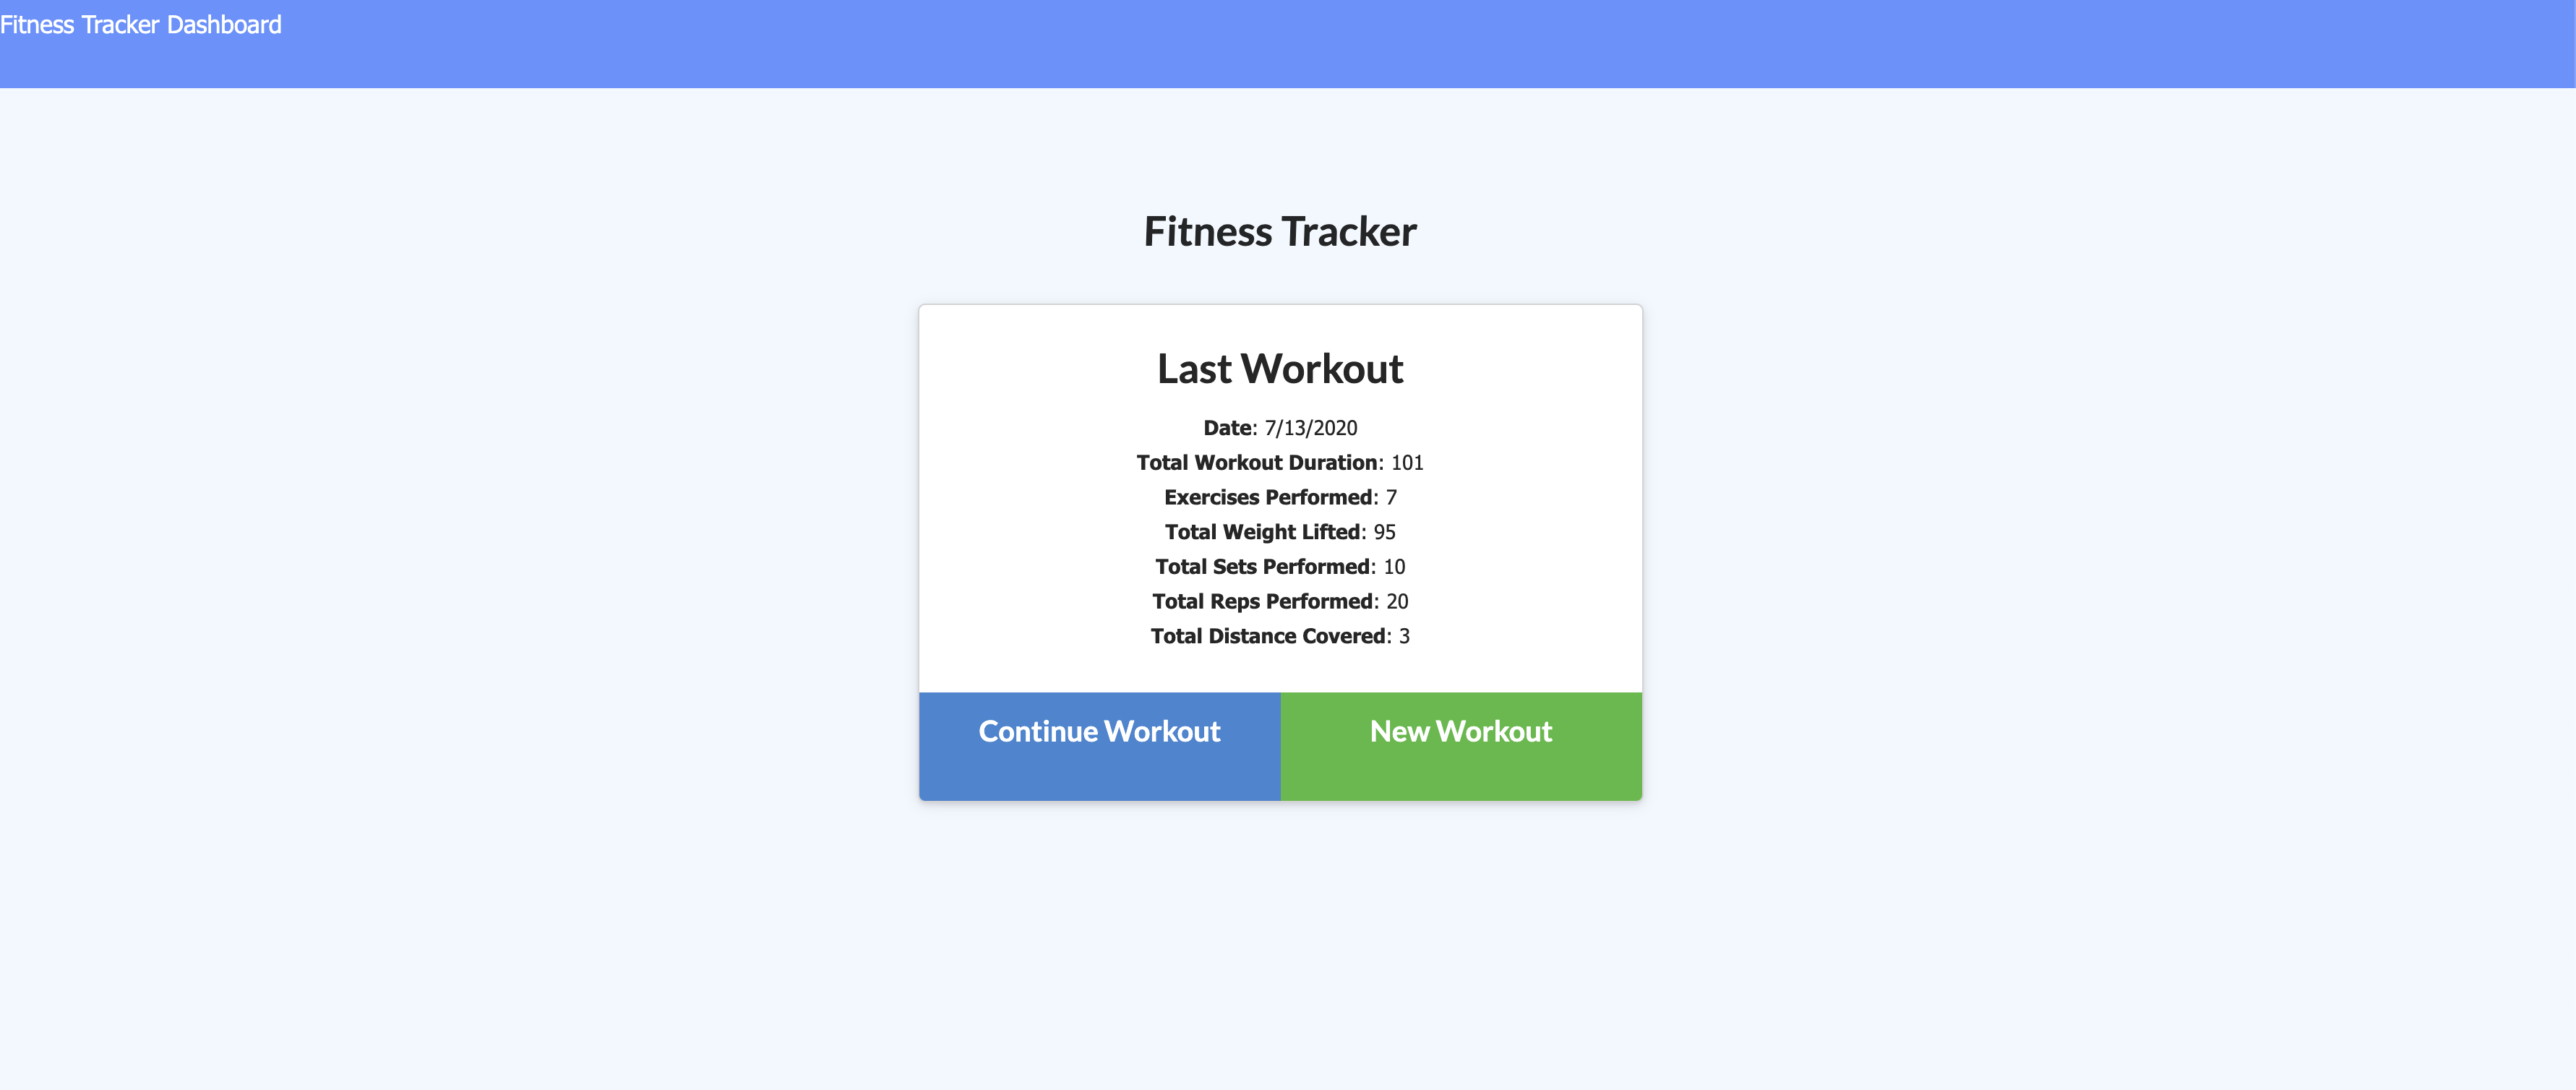 Fitness Tracker Dashboard
Fitness Tracker
Last Workout
Date: 7/13/2020
Total Workout Duration: 101
Exercises Performed: 7
Total Weight Lifted: 95
Total Sets Performed: 10
Total Reps Performed: 20
Total Distance Covered: 3
Continue Workout
New Workout